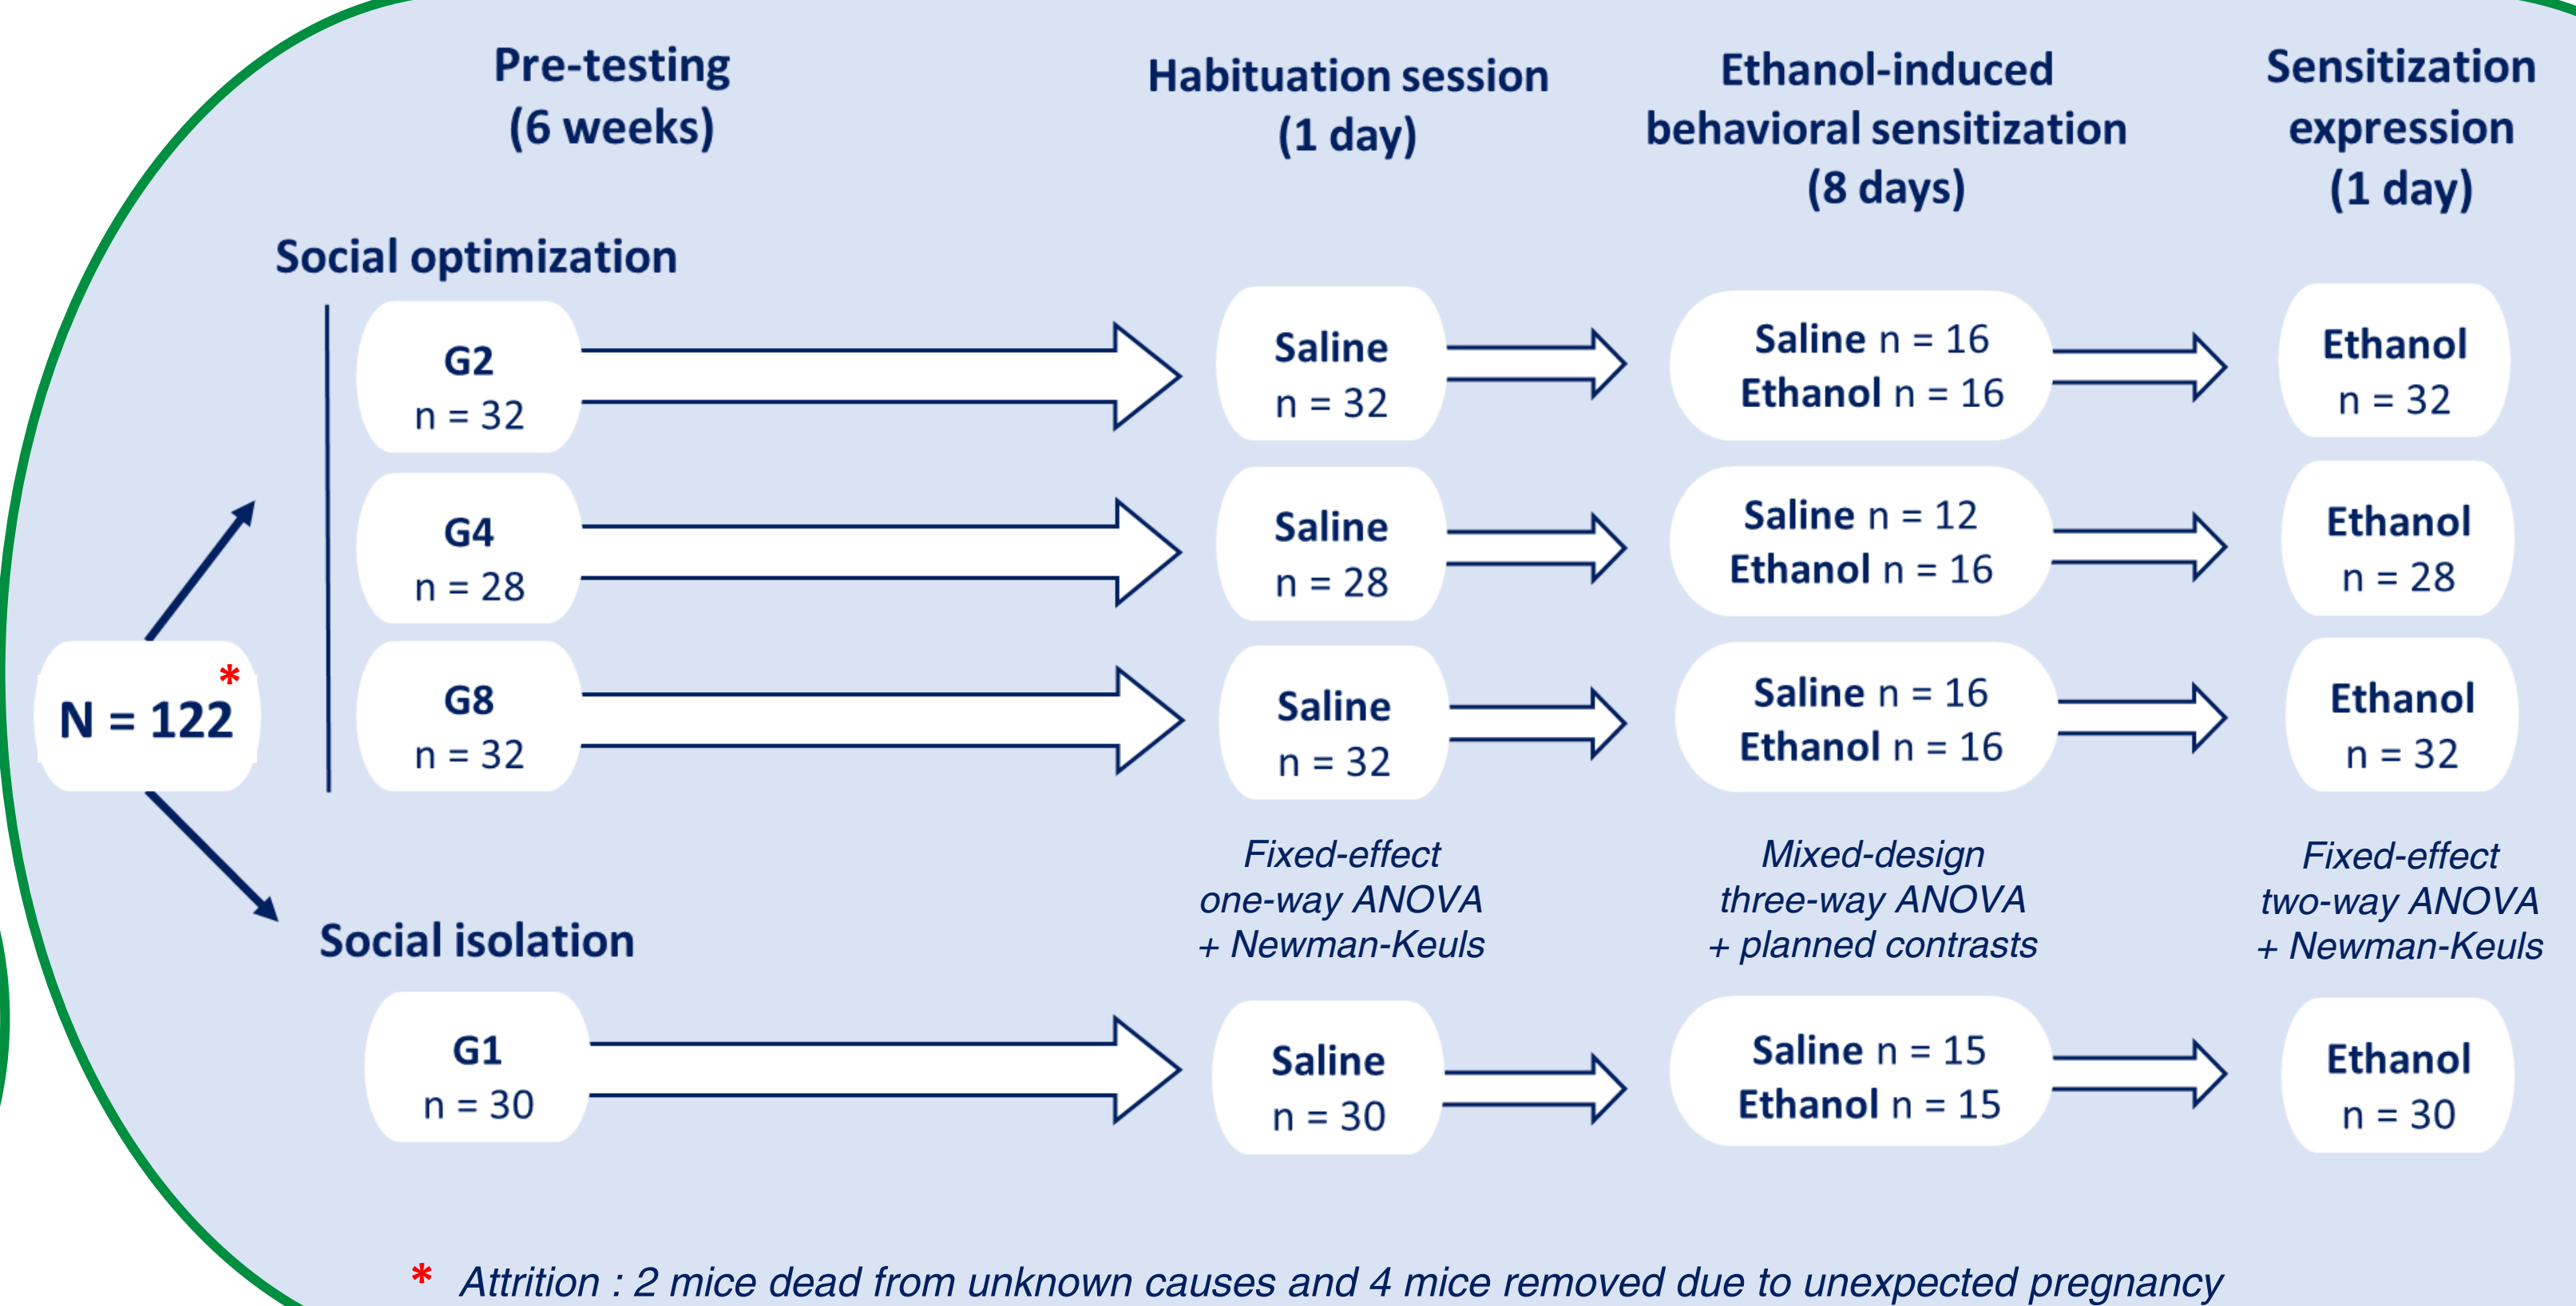 Pre-testing
(6 weeks)
Habituation session
(1 day)
Ethanol-induced
behavioral sensitization
(8 days)
Sensitization
expression
(1 day)
Social optimization
G2
n = 32
Saline
n = 32
Saline n = 16
Ethanol n = 16
Ethanol
n = 32
G4
n = 28
Saline
n = 28
Saline n = 12
Ethanol n = 16
Ethanol
n = 28
N = 122*
G8
n = 32
Saline
n = 32
Saline n = 16
Ethanol n = 16
Ethanol
n = 32
Fixed-effect
one-way ANOVA
+ Newman-Keuls
Mixed-design
three-way ANOVA
+ planned contrasts
Fixed-effect
two-way ANOVA
+ Newman-Keuls
Social isolation
G1
n = 30
Saline
n = 30
Saline n = 15
Ethanol n = 15
Ethanol
n = 30
* Attrition : 2 mice dead from unknown causes and 4 mice removed due to unexpected pregnancy